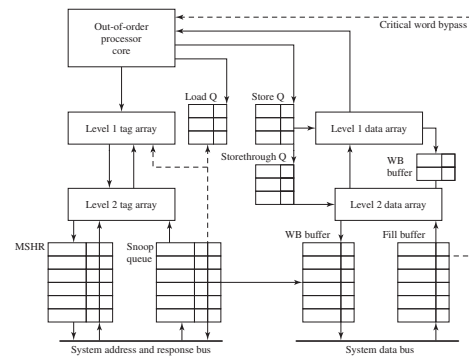 Out-of-order
processor
core
Critical word bypass
Load Q
Store Q
Level 1 tag array
Level 1 data array
Storethrough Q
WB
buffer
Level 2 tag array
Level 2 data array
MSHR
Snoop
queue
WB buffer
Fill buffer
System address and response bus
System data bus